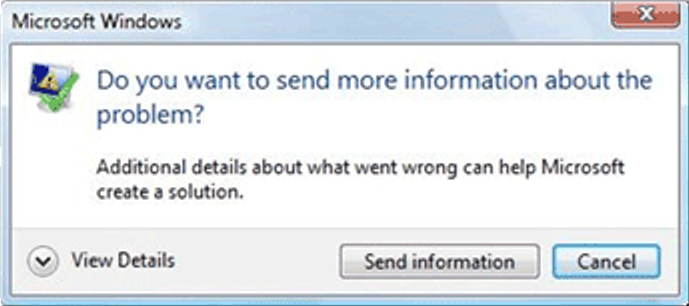 Microsoft Windows
Do you want to send more information about the
problem?
Additional details about what went wrong can help Microsoft
create a solution.
View Details
Send information
Cancel